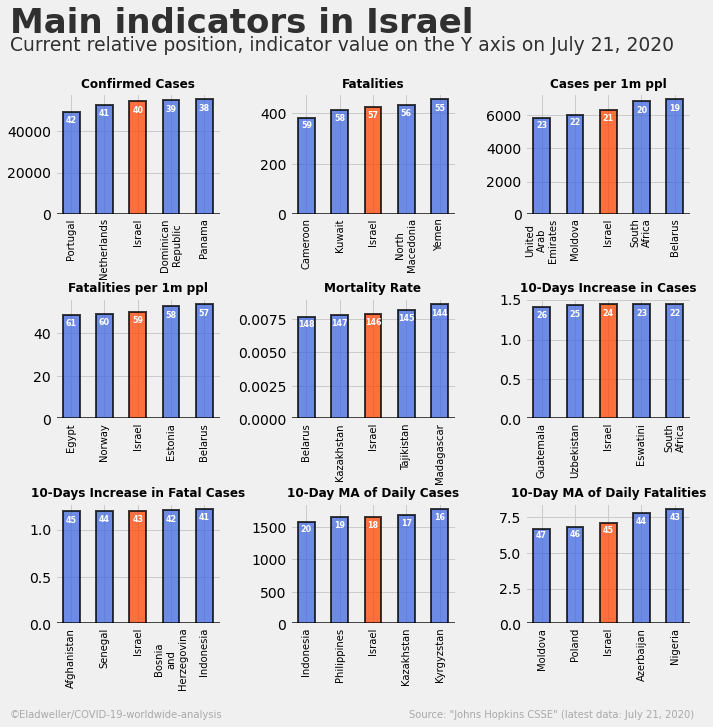 Main indicators in Israel
Current relative position, indicator value on the Y axis on July 21, 2020
Confirmed Cases
40000
20000
0
42
41
40
39
38
Portugal
Netherlands
Israel
Dominican
Republic
Panama
Fatalities
400
200
0
59
58
57
56
55
Cameroon
Kuwait
Israel
North
Macedonia
Yemen
Cases per 1m ppl
6000
4000
2000
0
23
22
21
20
19
United
Arab
Emirates
Moldova
Israel
South
Africa
Belarus
Fatalities per 1m ppl
40
20
0
61
60
59
58
57
Egypt
Norway
Israel
Estonia
Belarus
Mortality Rate
0.0075
0.0050
0.0025
0.0000
148
147
146
145
144
Belarus
Kazakhstan
Israel
Tajikistan
Madagascar
10-Days Increase in Cases
1.5
1.0
0.5
0.0
26
25
24
23
22
Guatemala
Uzbekistan
Israel
Eswatini
South
Africa
10-Days Increase in Fatal Cases
1.0
0.5
0.0
45
44
43
42
41
Afghanistan
Senegal
Israel
Bosnia
and
Herzegovina
Indonesia
10-Day MA of Daily Cases
1500
1000
500
0
20
19
18
17
16
Indonesia
Philippines
Israel
Kazakhstan
Kyrgyzstan
10-Day MA of Daily Fatalities
7.5
5.0
2.5
0.0
47
46
45
44
43
Moldova
Poland
Israel
Azerbaijan
Nigeria
©Eladweller/COVID-19-worldwide-analysis
Source: "Johns Hopkins CSSE" (latest data: July 21, 2020)